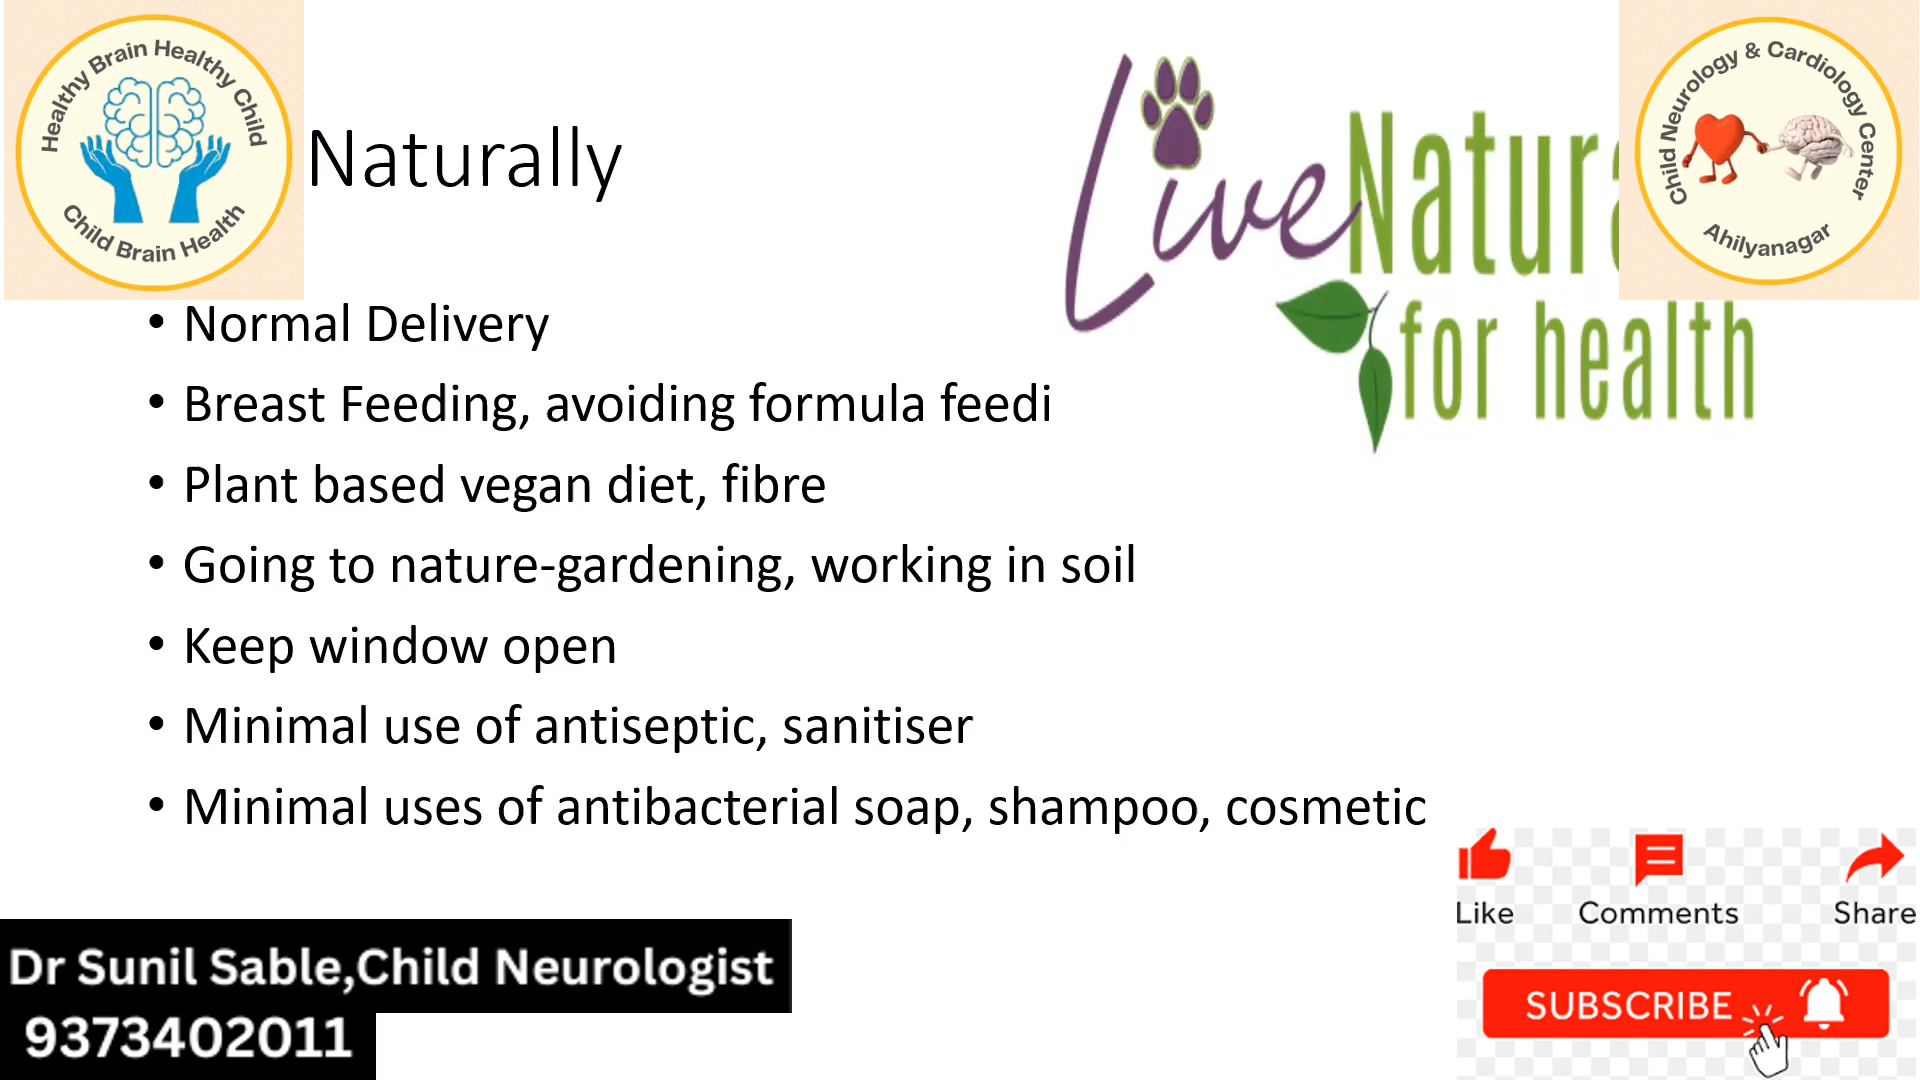 Healthy Brain Healthy Child
Child Brain Health
Naturally
Live Natura
for health
Child Neurology & Cardiology Center
Ahilyanagar
• Normal Delivery
• Breast Feeding, avoiding formula feedi
• Plant based vegan diet, fibre
• Going to nature-gardening, working in soil
• Keep window open
• Minimal use of antiseptic, sanitiser
• Minimal uses of antibacterial soap, shampoo, cosmetic
Like Comments Share
SUBSCRIBE
Dr Sunil Sable,Child Neurologist
9373402011